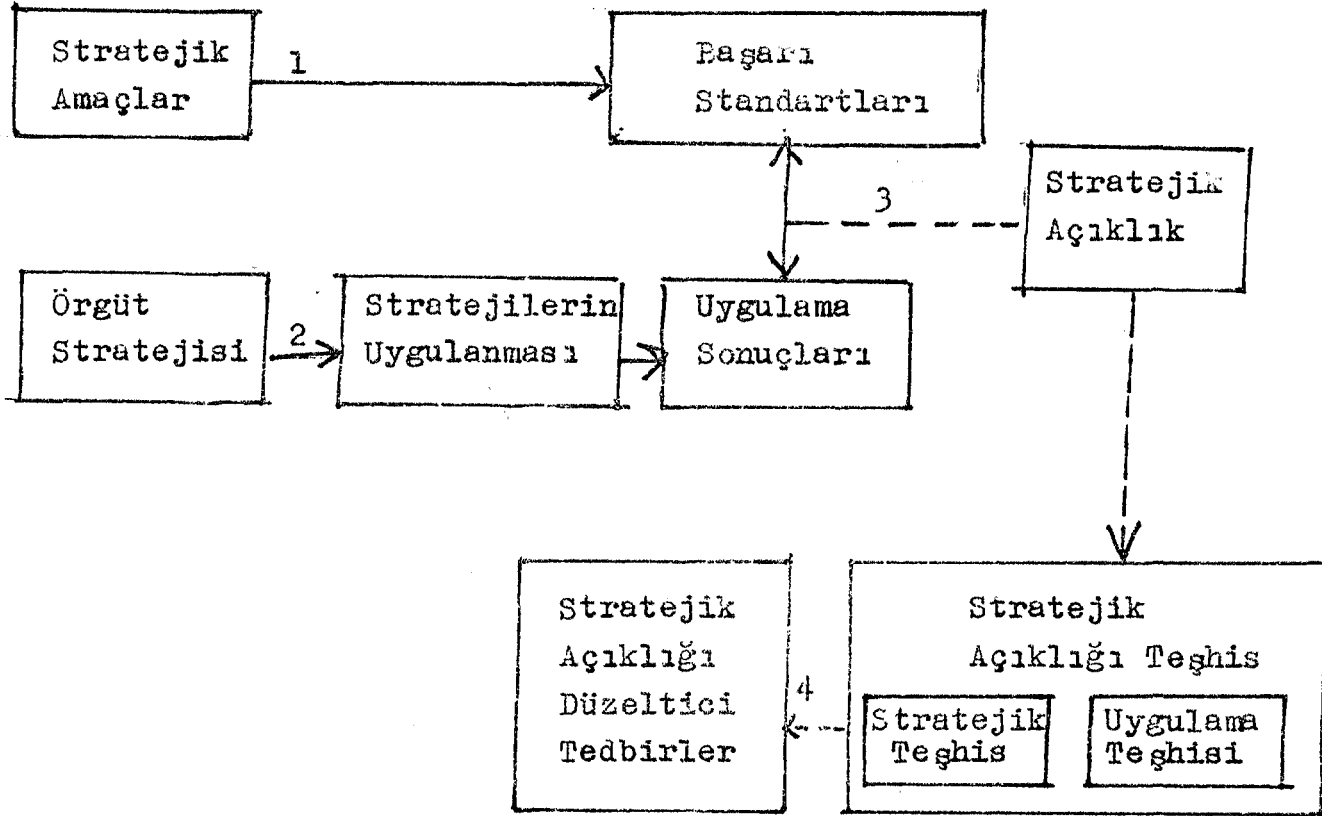 Stratejik
Amaçlar
1
Başarı
Standartları
Stratejik
Açıklık
3
Örgüt
Stratejisi
2
Stratejilerin
Uygulanması
Uygulama
Sonuçları
Stratejik
Açıklığı
Düzeltici
Tedbirler
4
Stratejik
Açıklığı Teşhis
Stratejik
Teşhis
Uygulama
Teşhisi